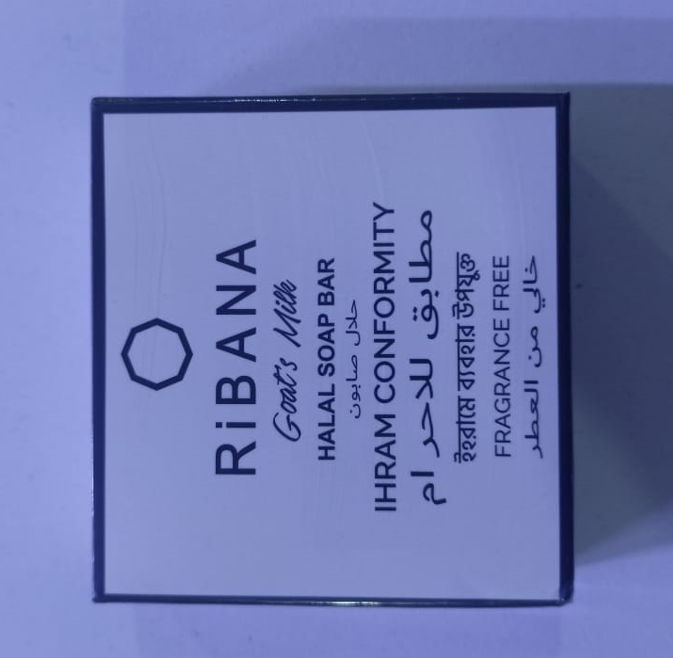 RiBANA
Goat's Milk
HALAL SOAP BAR
حلال صابون
IHRAM CONFORMITY
مطابق للاحرام
ইহরামে ব্যবহার উপযুক্ত
FRAGRANCE FREE
خالي من العطر